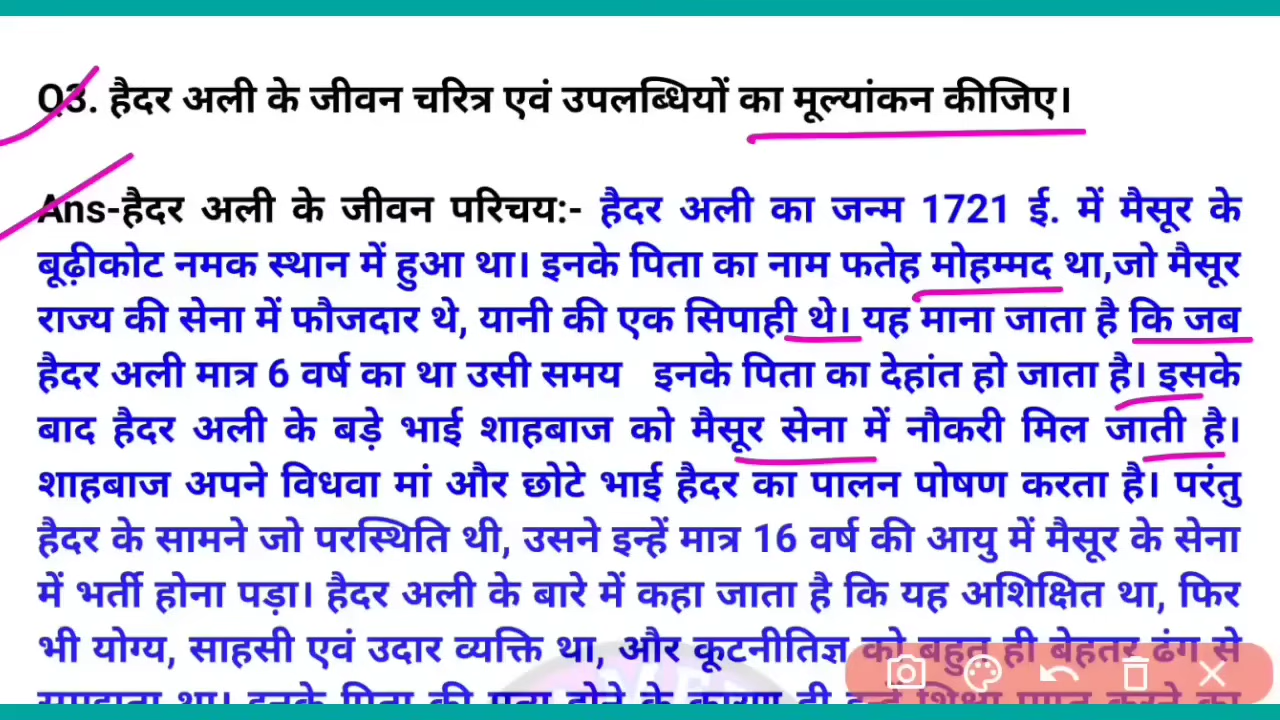 Q3. हैदर अली के जीवन चरित्र एवं उपलब्धियों का मूल्यांकन कीजिए।
Ans-हैदर अली के जीवन परिचय:- हैदर अली का जन्म 1721 ई. में मैसूर के
बूढ़ीकोट नमक स्थान में हुआ था। इनके पिता का नाम फतेह मोहम्मद था,जो मैसूर
राज्य की सेना में फौजदार थे, यानी की एक सिपाही थे। यह माना जाता है कि जब
हैदर अली मात्र 6 वर्ष का था उसी समय इनके पिता का देहांत हो जाता है। इसके
बाद हैदर अली के बड़े भाई शाहबाज को मैसूर सेना में नौकरी मिल जाती है।
शाहबाज अपने विधवा मां और छोटे भाई हैदर का पालन पोषण करता है। परंतु
हैदर के सामने जो परस्थिति थी, उसने इन्हें मात्र 16 वर्ष की आयु में मैसूर के सेना
में भर्ती होना पड़ा। हैदर अली के बारे में कहा जाता है कि यह अशिक्षित था, फिर
भी योग्य, साहसी एवं उदार व्यक्ति था, और कूटनीतिज्ञ को बहुत ही बेहतर ढंग से